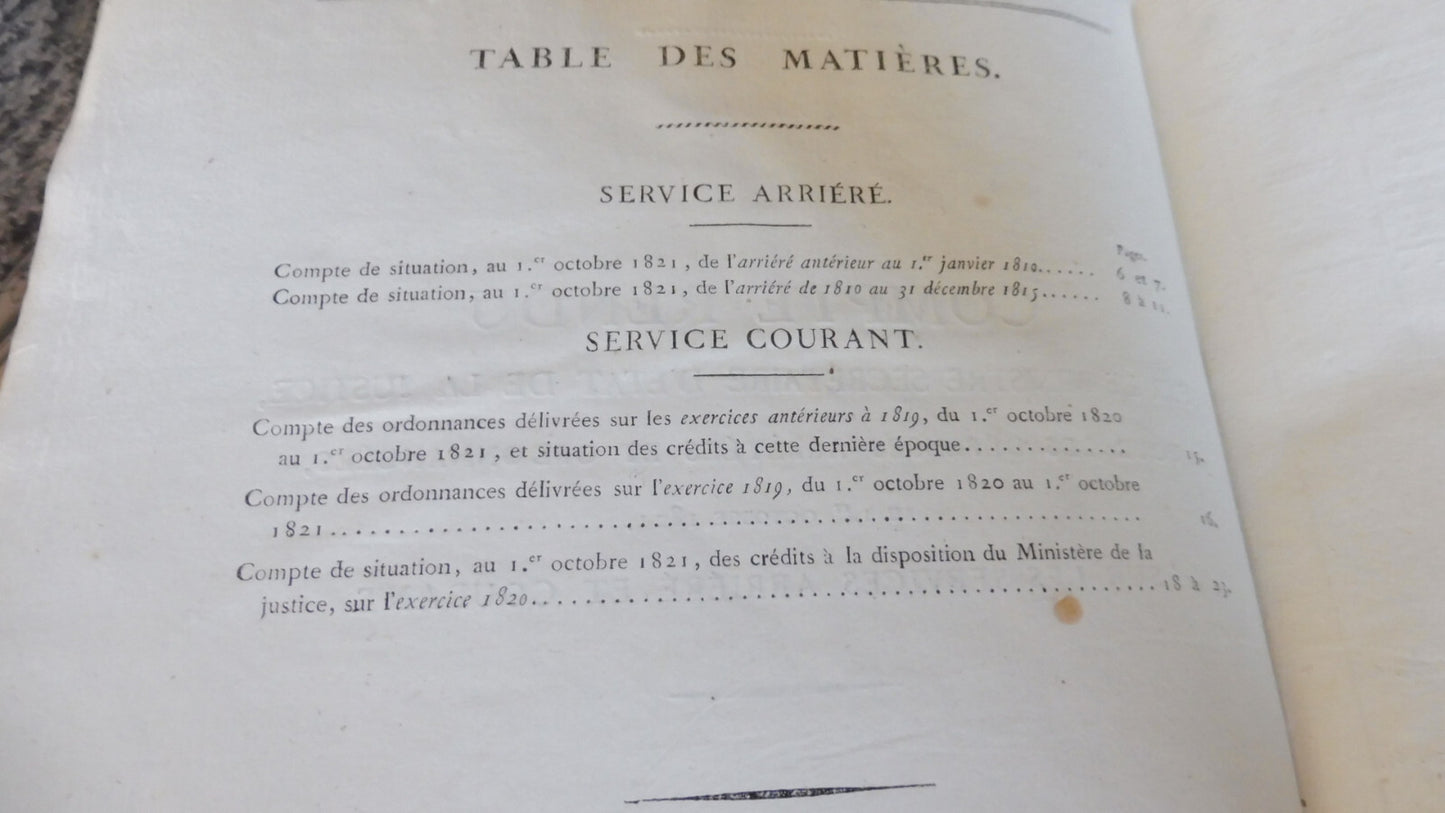 TABLE DES MATIÈRES.
SERVICE ARRIÉRÉ.
Pages.
Compte de situation, au 1.er octobre 1821, de l'arriéré antérieur au 1.er janvier 1810...... 6 et 7.
Compte de situation, au 1.er octobre 1821, de l'arriéré de 1810 au 31 décembre 1815...... 8 à
SERVICE COURANT.
Compte des ordonnances délivrées sur les exercices antérieurs à 1819, du 1.er octobre 1820
au 1.er octobre 1821, et situation des crédits à cette dernière époque..............
Compte des ordonnances délivrées sur l'exercice 1819, du 1.er octobre 1820 au 1.er octobre
1821.................................................................. 16.
Compte de situation, au 1.er octobre 1821, des crédits à la disposition du Ministère de la
justice, sur l'exercice 1820.................................................... 18 à 23.